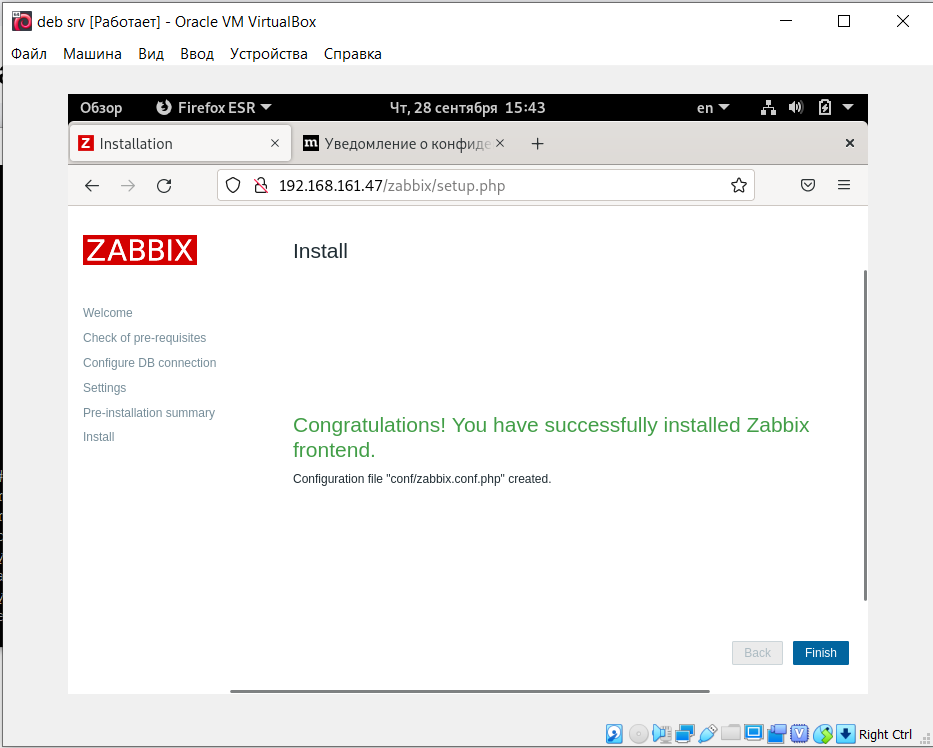 deb srv [Работает] - Oracle VM VirtualBox
Файл Машина Вид Ввод Устройства Справка
Обзор Firefox ESR Чт, 28 сентября 15:43 en
Installation Уведомление о конфиде
192.168.161.47/zabbix/setup.php
ZABBIX
Install
Welcome
Check of pre-requisites
Configure DB connection
Settings
Pre-installation summary
Install
Congratulations! You have successfully installed Zabbix
frontend.
Configuration file "conf/zabbix.conf.php" created.
Back Finish
Right Ctrl